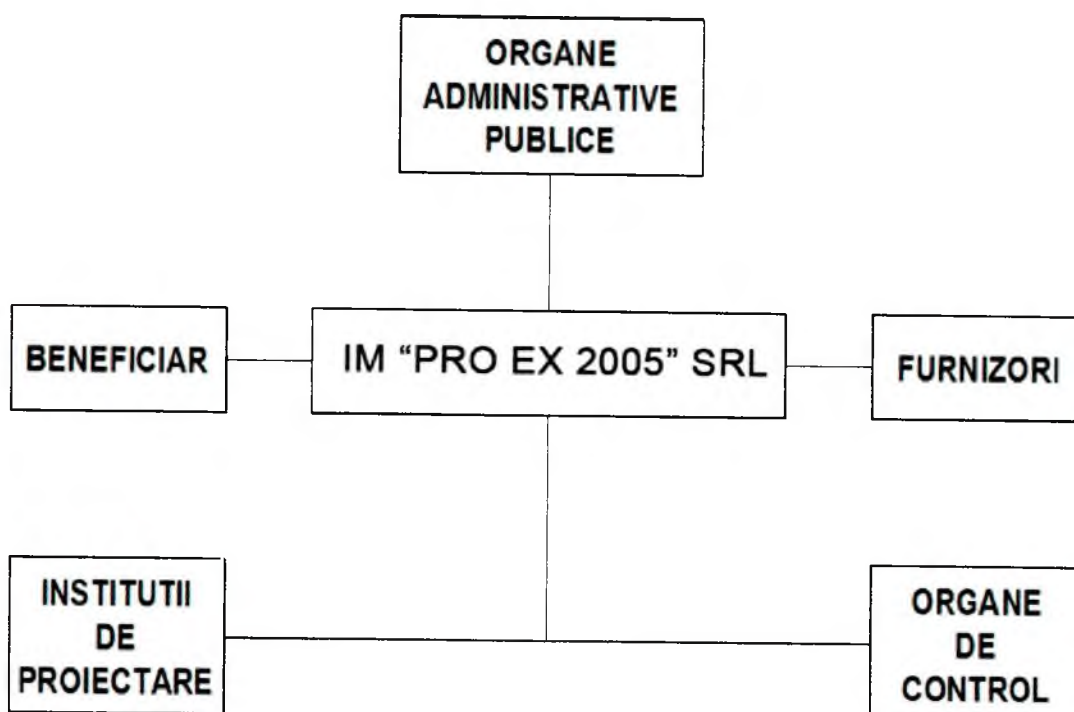 ORGANE
ADMINISTRATIVE
PUBLICE
BENEFICIAR
IM “PRO EX 2005” SRL
FURNIZORI
INSTITUTII
DE
PROIECTARE
ORGANE
DE
CONTROL